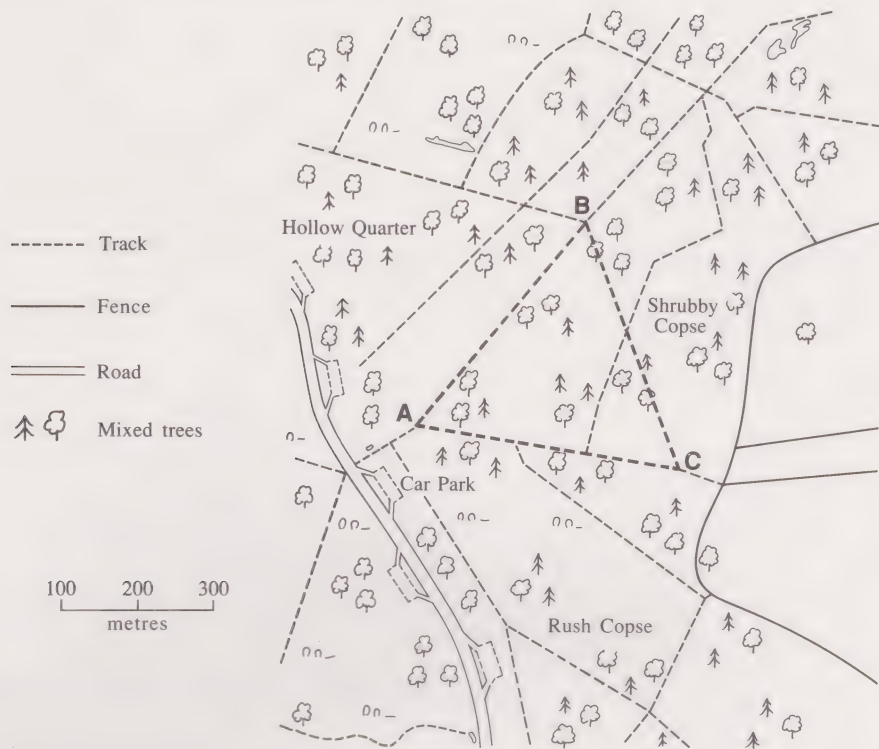 Track
Fence
Road
Mixed trees
100 200 300
metres
Hollow Quarter
B
Shrubby
Copse
A
C
Car Park
Rush Copse